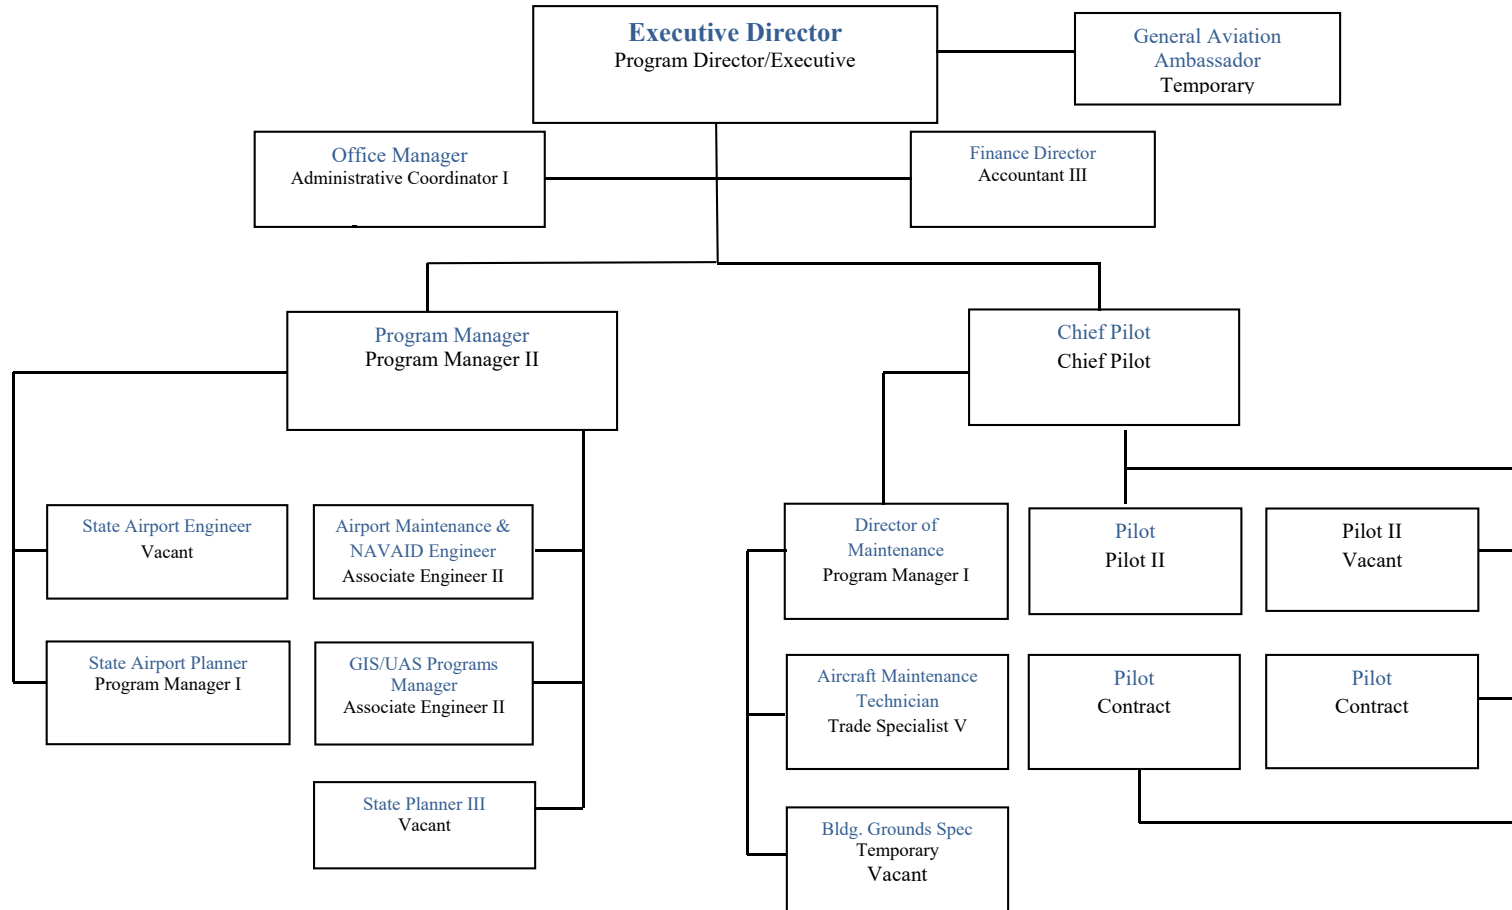 Executive Director
Program Director/Executive
General Aviation
Ambassador
Temporary
Office Manager
Administrative Coordinator I
Finance Director
Accountant III
Program Manager
Program Manager II
Chief Pilot
Chief Pilot
State Airport Engineer
Vacant
Airport Maintenance &
NAVAID Engineer
Associate Engineer II
Director of
Maintenance
Program Manager I
Pilot
Pilot II
Pilot II
Vacant
State Airport Planner
Program Manager I
GIS/UAS Programs
Manager
Associate Engineer II
Aircraft Maintenance
Technician
Trade Specialist V
Pilot
Contract
Pilot
Contract
State Planner III
Vacant
Bldg. Grounds Spec
Temporary
Vacant